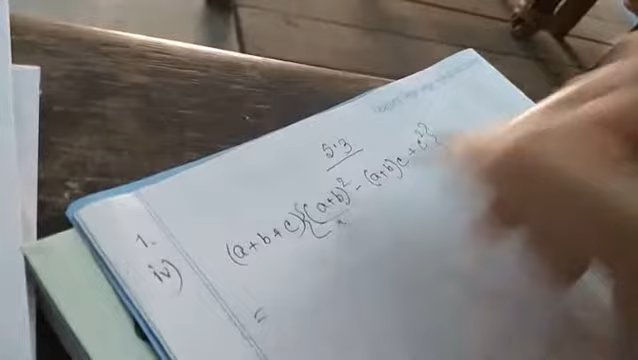 5.3
1.
iv) (a+b+c){(a+b)² - (a+b)c + c²}
=